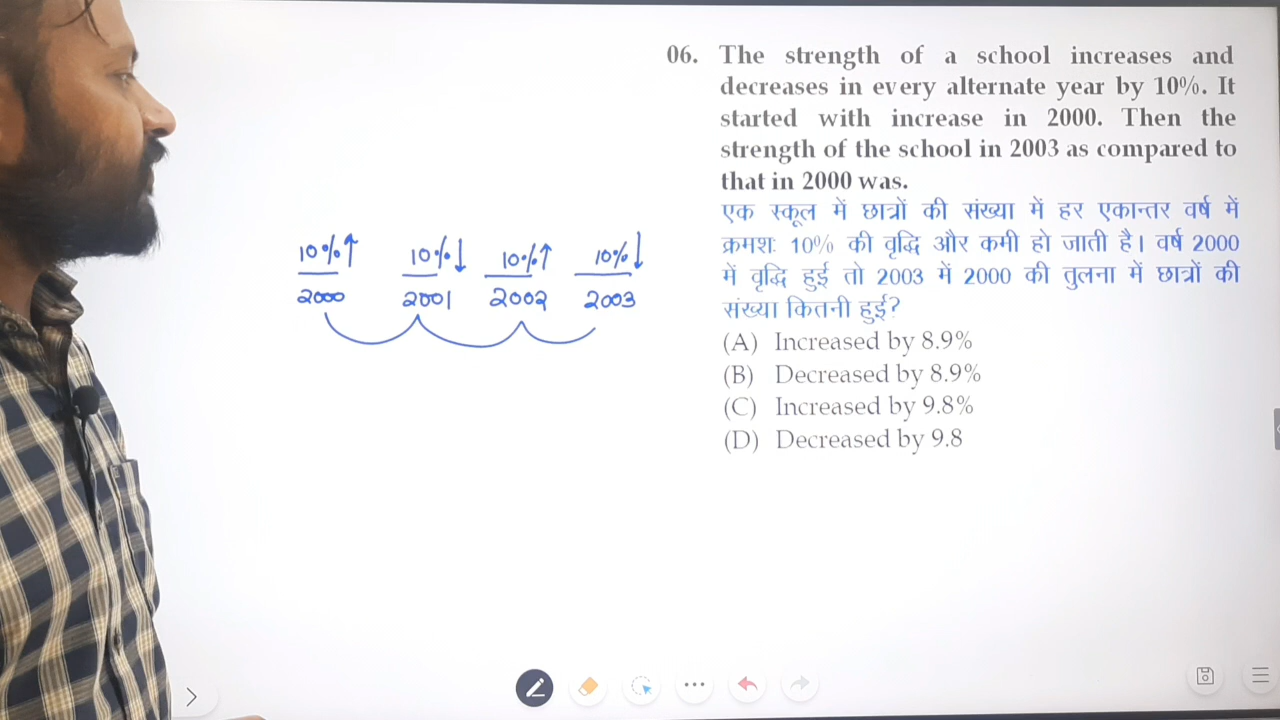 06. The strength of a school increases and
decreases in every alternate year by 10%. It
started with increase in 2000. Then the
strength of the school in 2003 as compared to
that in 2000 was.
एक स्कूल में छात्रों की संख्या में हर एकान्तर वर्ष में
क्रमशः 10% की वृद्धि और कमी हो जाती है। वर्ष 2000
में वृद्धि हुई तो 2003 में 2000 की तुलना में छात्रों की
संख्या कितनी हुई?
(A) Increased by 8.9%
(B) Decreased by 8.9%
(C) Increased by 9.8%
(D) Decreased by 9.8
10%↑ 10%↓ 10%↑ 10%↓
2000 2001 2002 2003